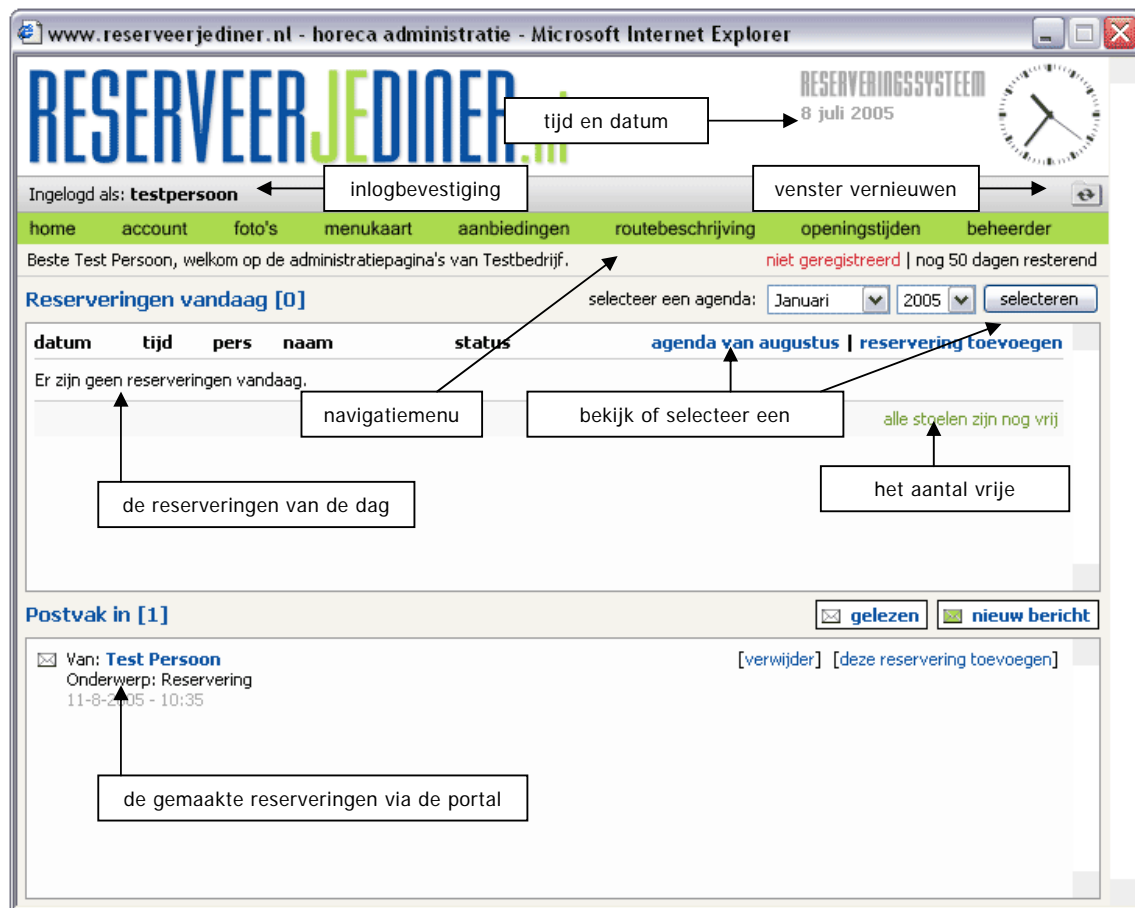 www.reserveerjediner.nl - horeca administratie - Microsoft Internet Explorer
RESERVEERJEDINER.nl
RESERVERINGSSYSTEEM
8 juli 2005
tijd en datum
Ingelogd als: testpersoon
inlogbevestiging
venster vernieuwen
home account foto's menukaart aanbiedingen routebeschrijving openingstijden beheerder
Beste Test Persoon, welkom op de administratiepagina's van Testbedrijf. niet geregistreerd | nog 50 dagen resterend
Reserveringen vandaag [0] selecteer een agenda: Januari 2005 selecteren
datum tijd pers naam status agenda van augustus | reservering toevoegen
Er zijn geen reserveringen vandaag.
navigatiemenu
bekijk of selecteer een
alle stoelen zijn nog vrij
de reserveringen van de dag
het aantal vrije
Postvak in [1] gelezen nieuw bericht
Van: Test Persoon [verwijder] [deze reservering toevoegen]
Onderwerp: Reservering
11-8-2005 - 10:35
de gemaakte reserveringen via de portal